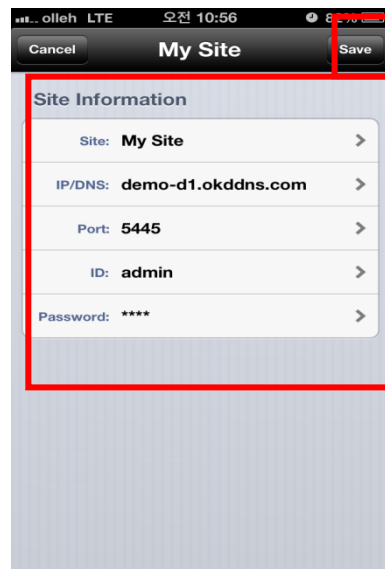 olleh LTE 오전 10:56 82%
Cancel My Site Save
Site Information
Site: My Site
IP/DNS: demo-d1.okddns.com
Port: 5445
ID: admin
Password: ****